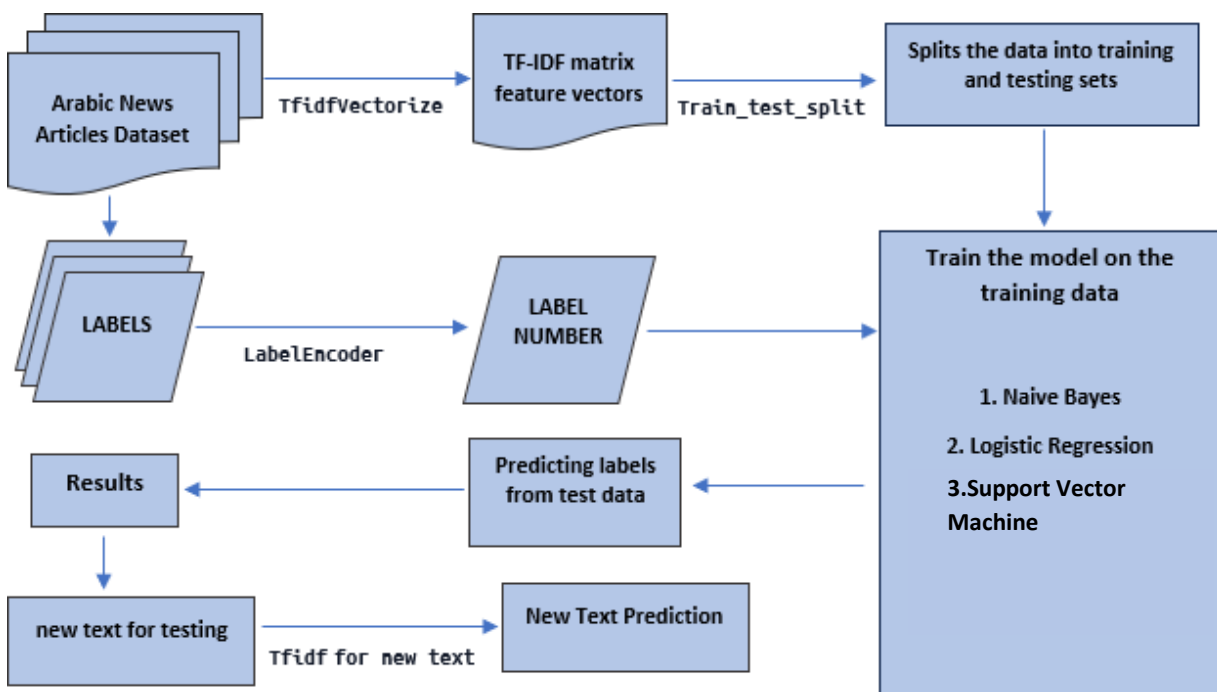 Arabic News
Articles Dataset
TfidfVectorize
TF-IDF matrix
feature vectors
Train_test_split
Splits the data into training
and testing sets
LABELS
LabelEncoder
LABEL
NUMBER
Train the model on the
training data
1. Naive Bayes
2. Logistic Regression
3.Support Vector
Machine
Predicting labels
from test data
Results
new text for testing
Tfidf for new text
New Text Prediction